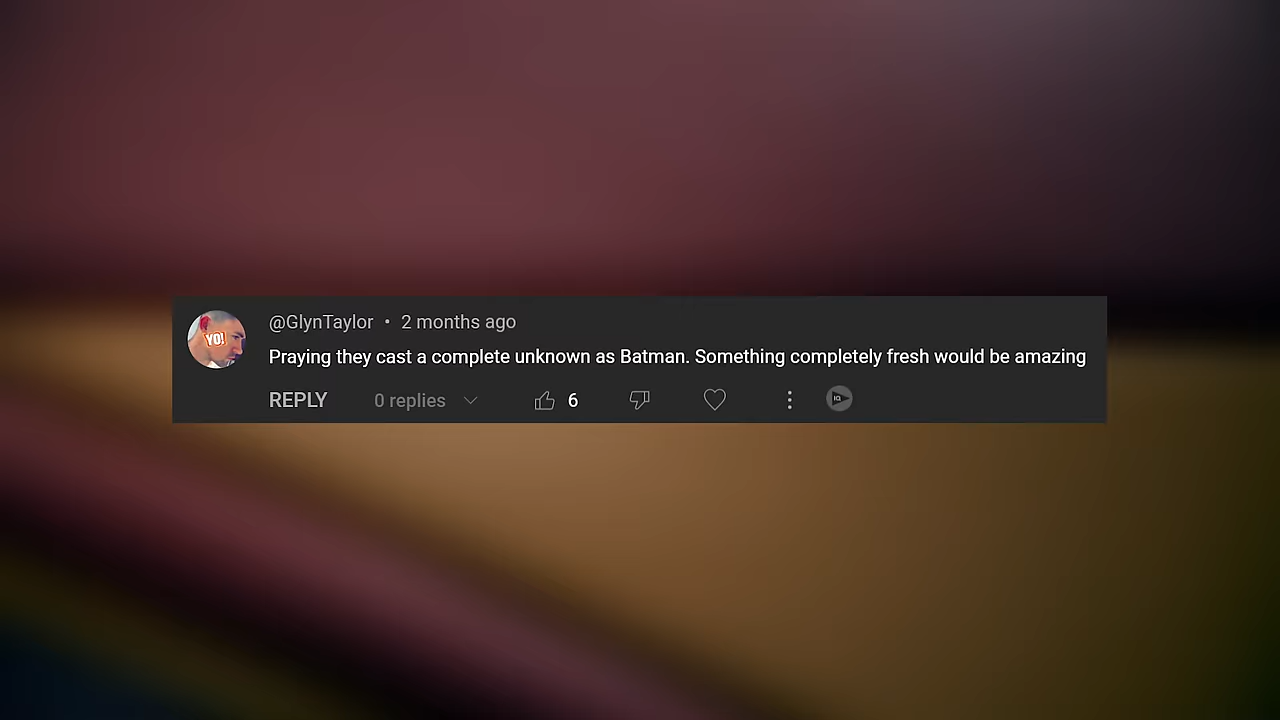 @GlynTaylor • 2 months ago
YO!
Praying they cast a complete unknown as Batman. Something completely fresh would be amazing
REPLY 0 replies 6
IQ